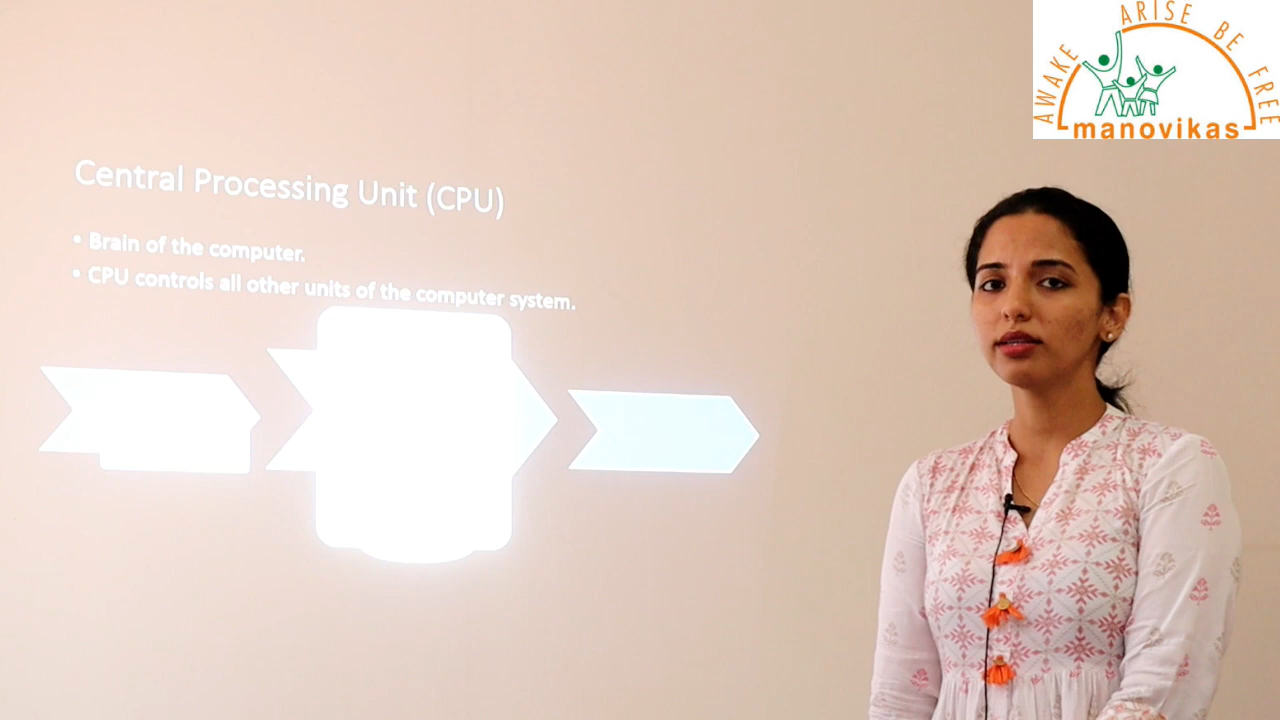 AWAKE ARISE BE FREE
manovikas
Central Processing Unit (CPU)
• Brain of the computer.
• CPU controls all other units of the computer system.